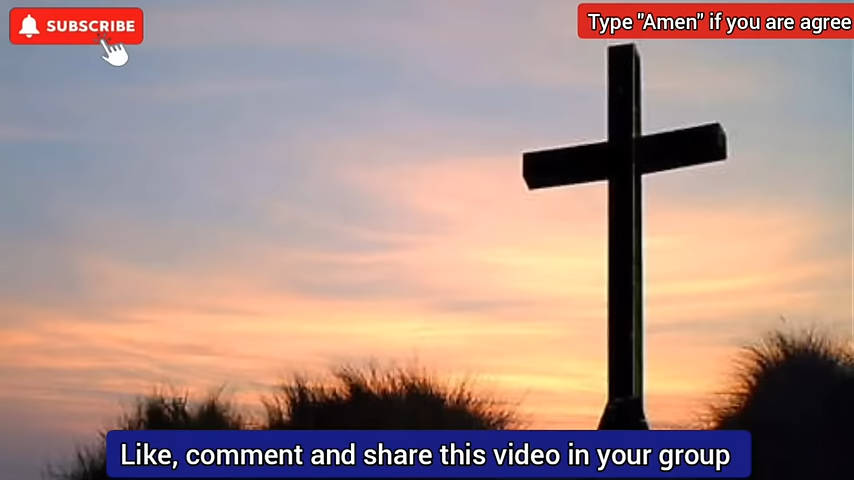 SUBSCRIBE
Type "Amen" if you are agree
Like, comment and share this video in your group